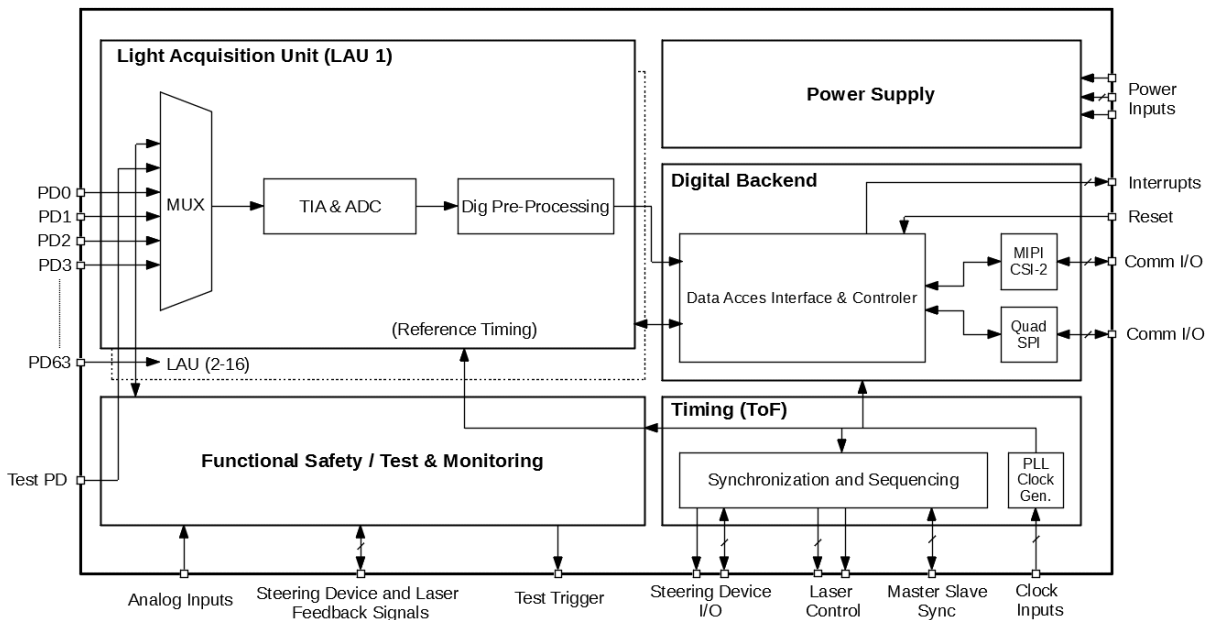 Light Acquisition Unit (LAU 1)
MUX
TIA & ADC
Dig Pre-Processing
(Reference Timing)
LAU (2-16)
PD0
PD1
PD2
PD3
PD63
Test PD
Power Supply
Power
Inputs
Digital Backend
Interrupts
Reset
Data Acces Interface & Controler
MIPI
CSI-2
Comm I/O
Quad
SPI
Comm I/O
Functional Safety / Test & Monitoring
Timing (ToF)
Synchronization and Sequencing
PLL
Clock
Gen.
Analog Inputs
Steering Device and Laser
Feedback Signals
Test Trigger
Steering Device
I/O
Laser
Control
Master Slave
Sync
Clock
Inputs